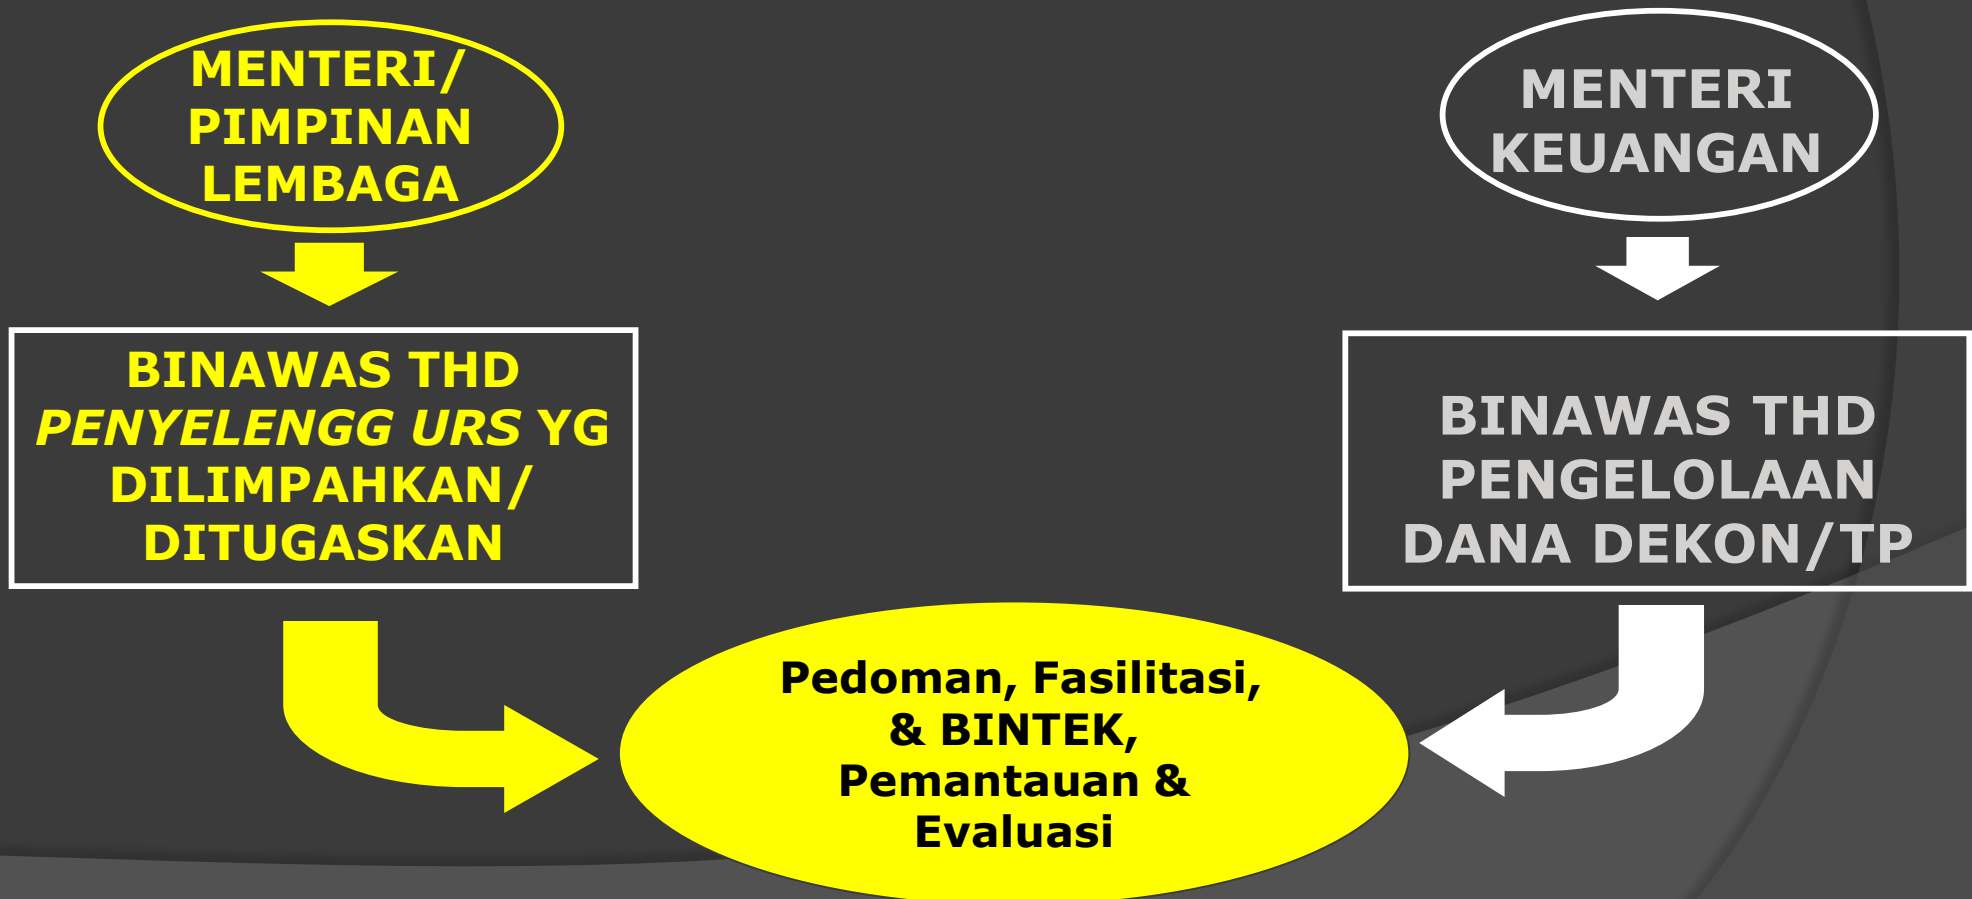 MENTERI/
PIMPINAN
LEMBAGA
MENTERI
KEUANGAN
BINAWAS THD
PENYELENGG URS YG
DILIMPAHKAN/
DITUGASKAN
BINAWAS THD
PENGELOLAAN
DANA DEKON/TP
Pedoman, Fasilitasi,
& BINTEK,
Pemantauan &
Evaluasi